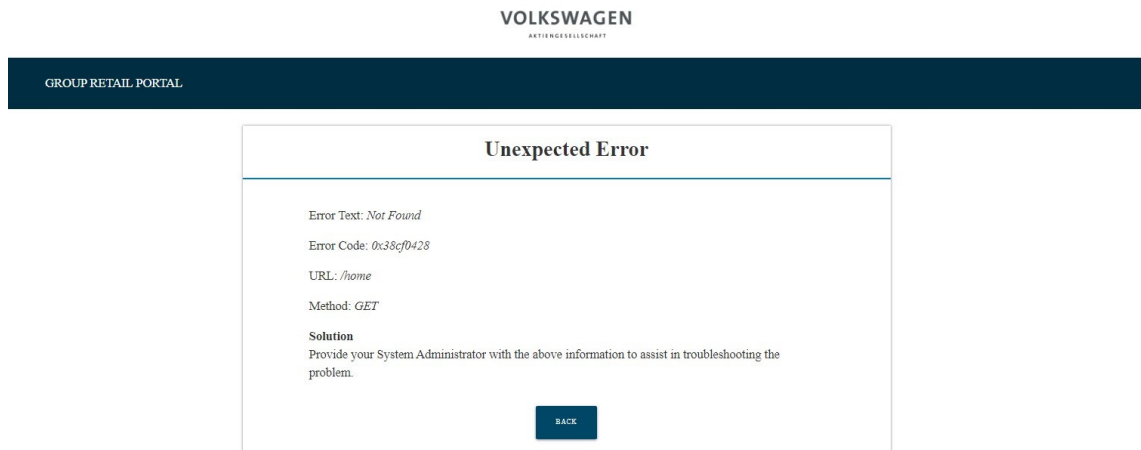 VOLKSWAGEN
AKTIENGESELLSCHAFT
GROUP RETAIL PORTAL
Unexpected Error
Error Text: Not Found
Error Code: 0x38cf0428
URL: /home
Method: GET
Solution
Provide your System Administrator with the above information to assist in troubleshooting the
problem.
BACK